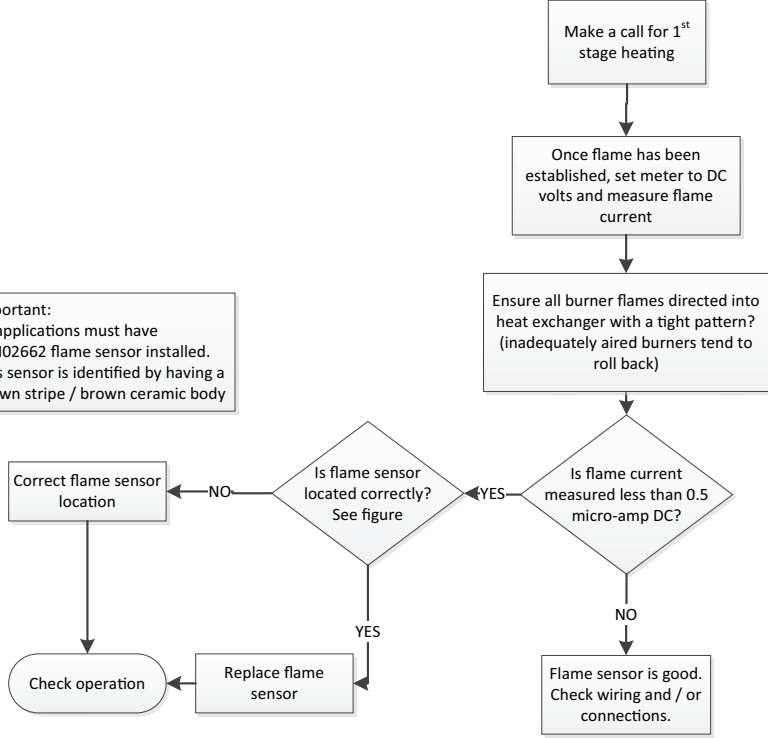 Make a call for 1st
stage heating
Once flame has been
established, set meter to DC
volts and measure flame
current
Ensure all burner flames directed into
heat exchanger with a tight pattern?
(inadequately aired burners tend to
roll back)
Is flame current
measured less than 0.5
micro-amp DC?
YES
NO
Flame sensor is good.
Check wiring and / or
connections.
Is flame sensor
located correctly?
See figure
NO
YES
Correct flame sensor
location
Replace flame
sensor
Check operation
portant:
applications must have
02662 flame sensor installed.
s sensor is identified by having a
wn stripe / brown ceramic body